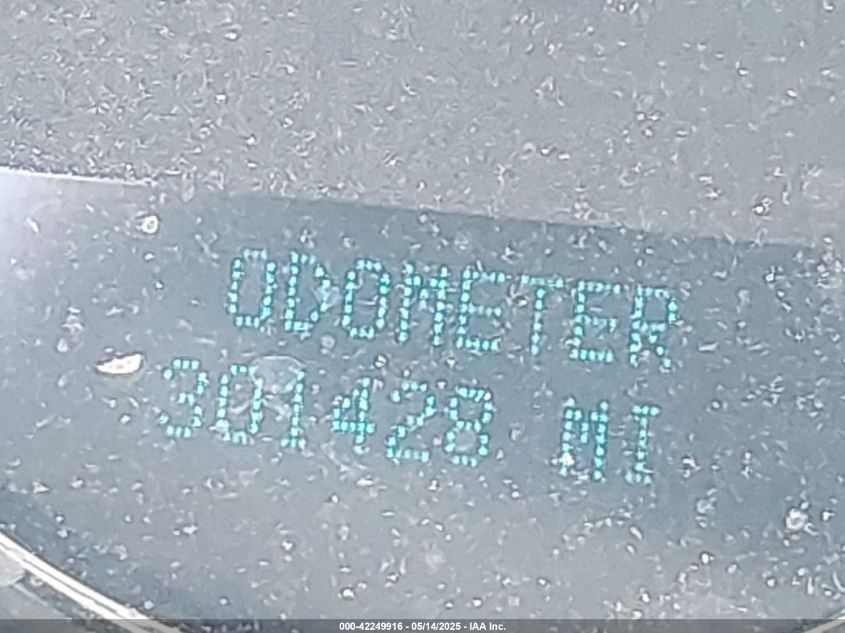 ODOMETER
301428 MI
000-42249916 - 05/14/2025 - IAA Inc.